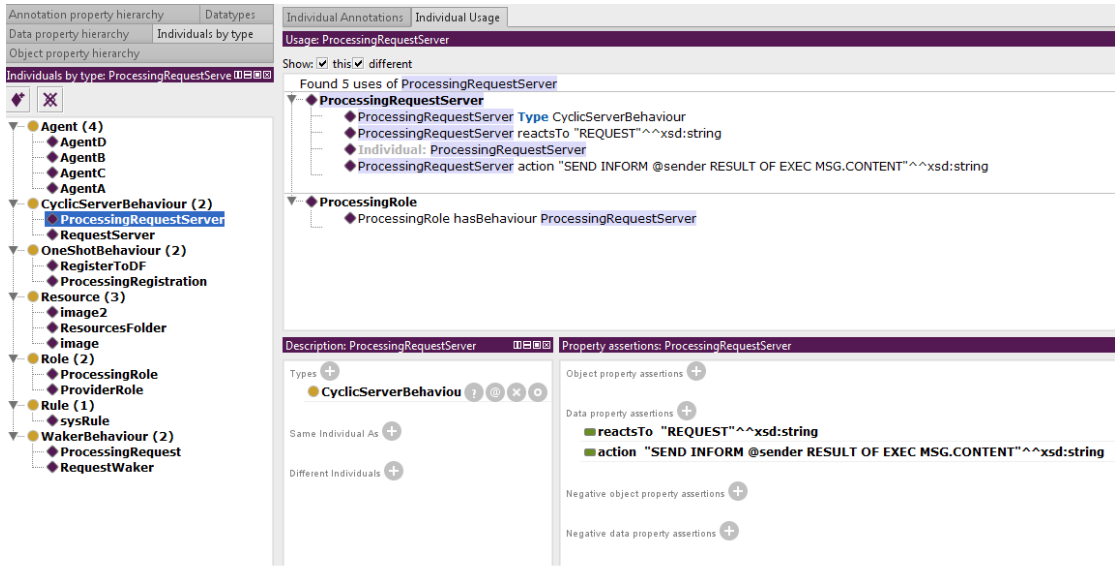 Annotation property hierarchy
Datatypes
Data property hierarchy
Individuals by type
Object property hierarchy
Individuals by type: ProcessingRequestServe
Agent (4)
AgentD
AgentB
AgentC
AgentA
CyclicServerBehaviour (2)
ProcessingRequestServer
RequestServer
OneShotBehaviour (2)
RegisterToDF
ProcessingRegistration
Resource (3)
image2
ResourcesFolder
image
Role (2)
ProcessingRole
ProviderRole
Rule (1)
sysRule
WakerBehaviour (2)
ProcessingRequest
RequestWaker
Individual Annotations
Individual Usage
Usage: ProcessingRequestServer
Show: this different
Found 5 uses of ProcessingRequestServer
ProcessingRequestServer
ProcessingRequestServer Type CyclicServerBehaviour
ProcessingRequestServer reactsTo "REQUEST"^^xsd:string
Individual: ProcessingRequestServer
ProcessingRequestServer action "SEND INFORM @sender RESULT OF EXEC MSG.CONTENT"^^xsd:string
ProcessingRole
ProcessingRole hasBehaviour ProcessingRequestServer
Description: ProcessingRequestServer
Types
CyclicServerBehaviou ? @ x o
Same Individual As
Different Individuals
Property assertions: ProcessingRequestServer
Object property assertions
Data property assertions
reactsTo "REQUEST"^^xsd:string
action "SEND INFORM @sender RESULT OF EXEC MSG.CONTENT"^^xsd:string
Negative object property assertions
Negative data property assertions